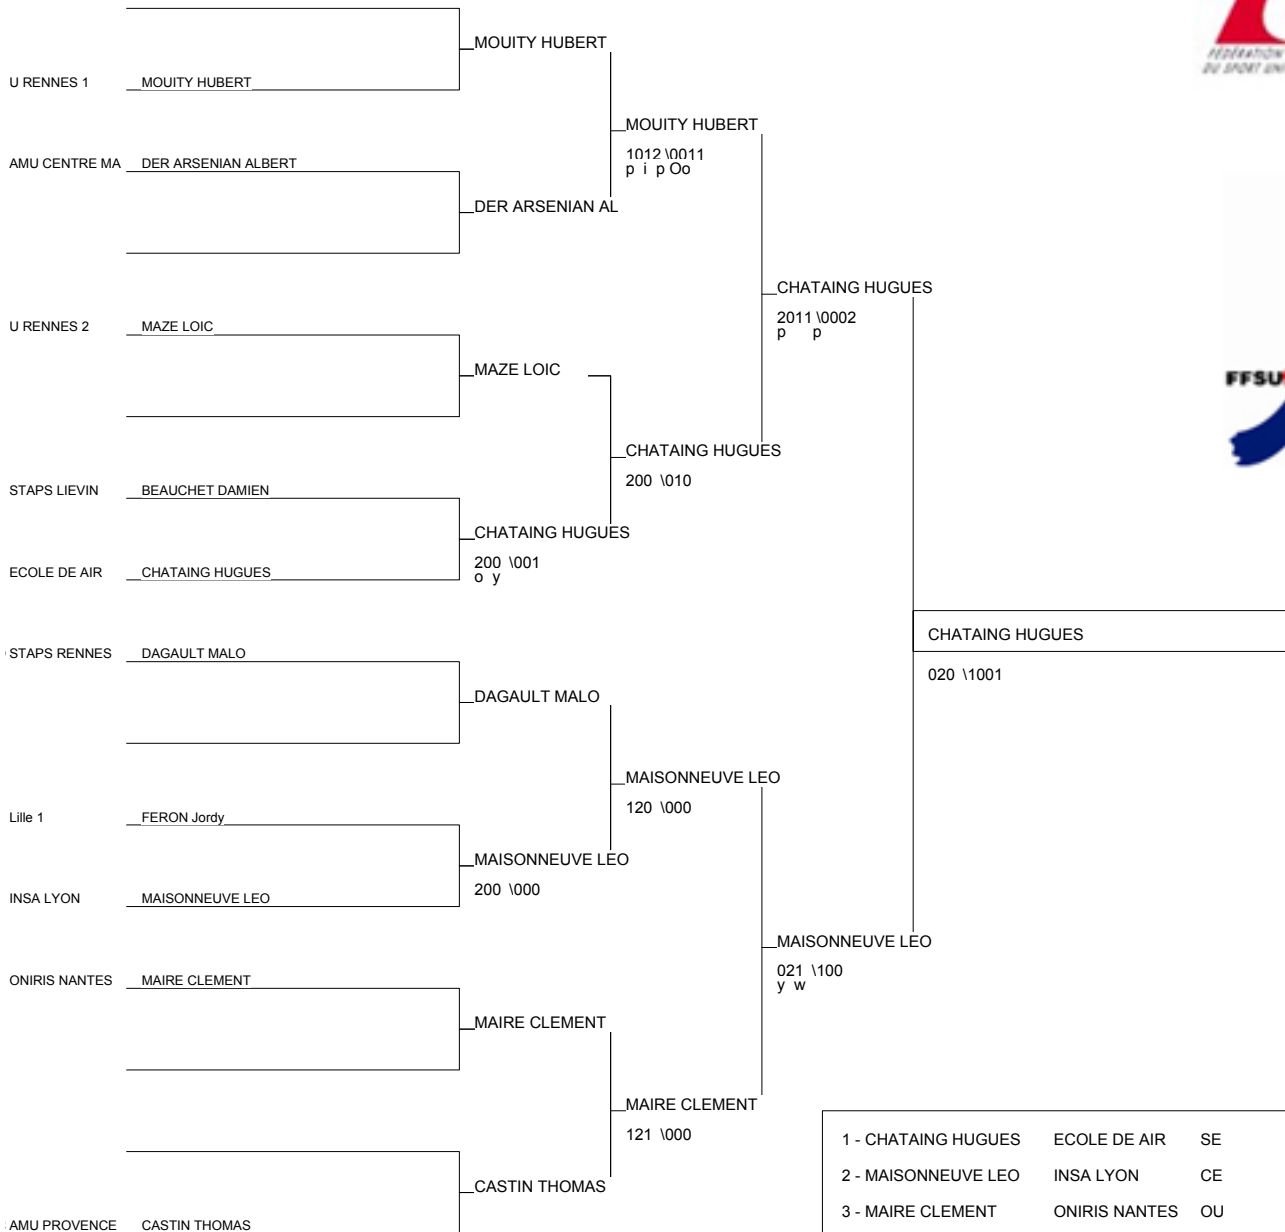 FÉDÉRATION
DU SPORT UNI
FFSU
MOUITY HUBERT
U RENNES 1 MOUITY HUBERT
MOUITY HUBERT
1012 \0011
p i p Oo
AMU CENTRE MA DER ARSENIAN ALBERT
DER ARSENIAN AL
CHATAING HUGUES
2011 \0002
p p
U RENNES 2 MAZE LOIC
MAZE LOIC
CHATAING HUGUES
200 \010
STAPS LIEVIN BEAUCHET DAMIEN
CHATAING HUGUES
200 \001
o y
ECOLE DE AIR CHATAING HUGUES
CHATAING HUGUES
020 \1001
STAPS RENNES DAGAULT MALO
DAGAULT MALO
MAISONNEUVE LEO
120 \000
Lille 1 FERON Jordy
MAISONNEUVE LEO
200 \000
INSA LYON MAISONNEUVE LEO
MAISONNEUVE LEO
021 \100
y w
ONIRIS NANTES MAIRE CLEMENT
MAIRE CLEMENT
MAIRE CLEMENT
121 \000
CASTIN THOMAS
AMU PROVENCE CASTIN THOMAS
1 - CHATAING HUGUES ECOLE DE AIR SE
2 - MAISONNEUVE LEO INSA LYON CE
3 - MAIRE CLEMENT ONIRIS NANTES OU